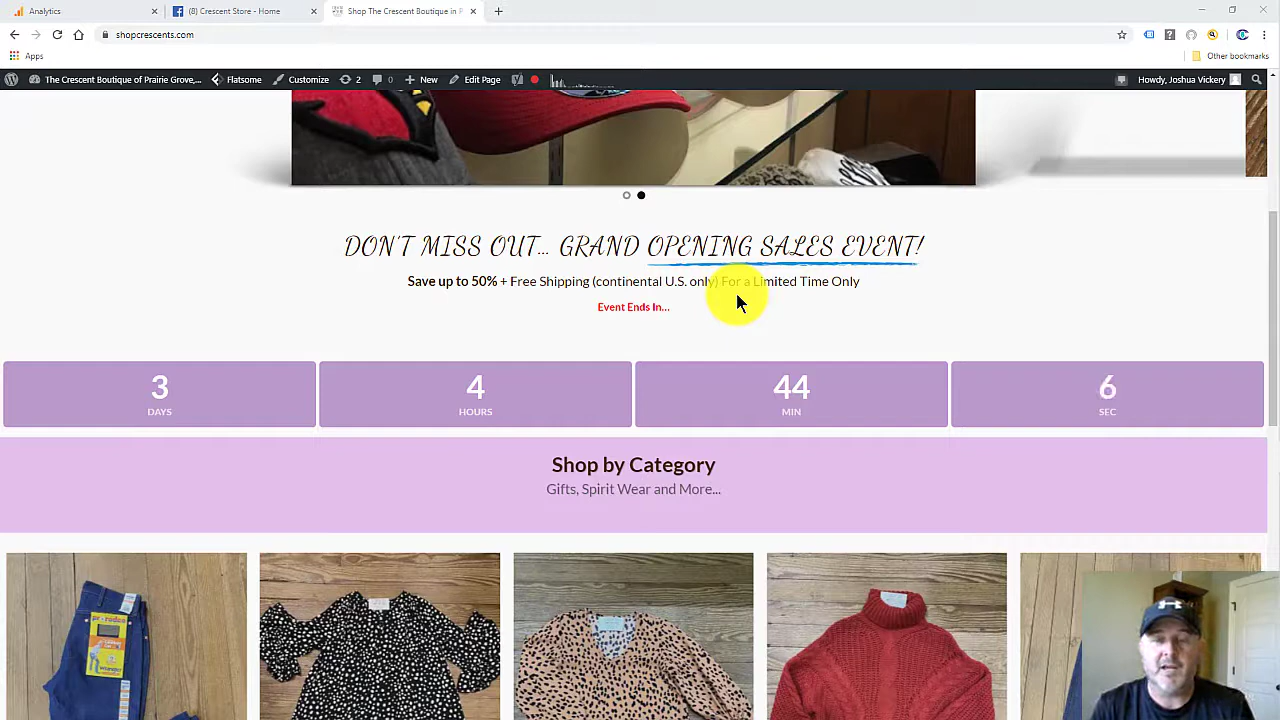 Analytics
(8) Crescent Store - Home
Shop The Crescent Boutique in P
shopcrescents.com
Apps
Other bookmarks
The Crescent Boutique of Prairie Grove,...
Flatsome
Customize
2
0
New
Edit Page
Howdy, Joshua Vickery
DON'T MISS OUT... GRAND OPENING SALES EVENT!
Save up to 50% + Free Shipping (continental U.S. only) For a Limited Time Only
Event Ends In...
3
4
44
6
DAYS
HOURS
MIN
SEC
Shop by Category
Gifts, Spirit Wear and More...